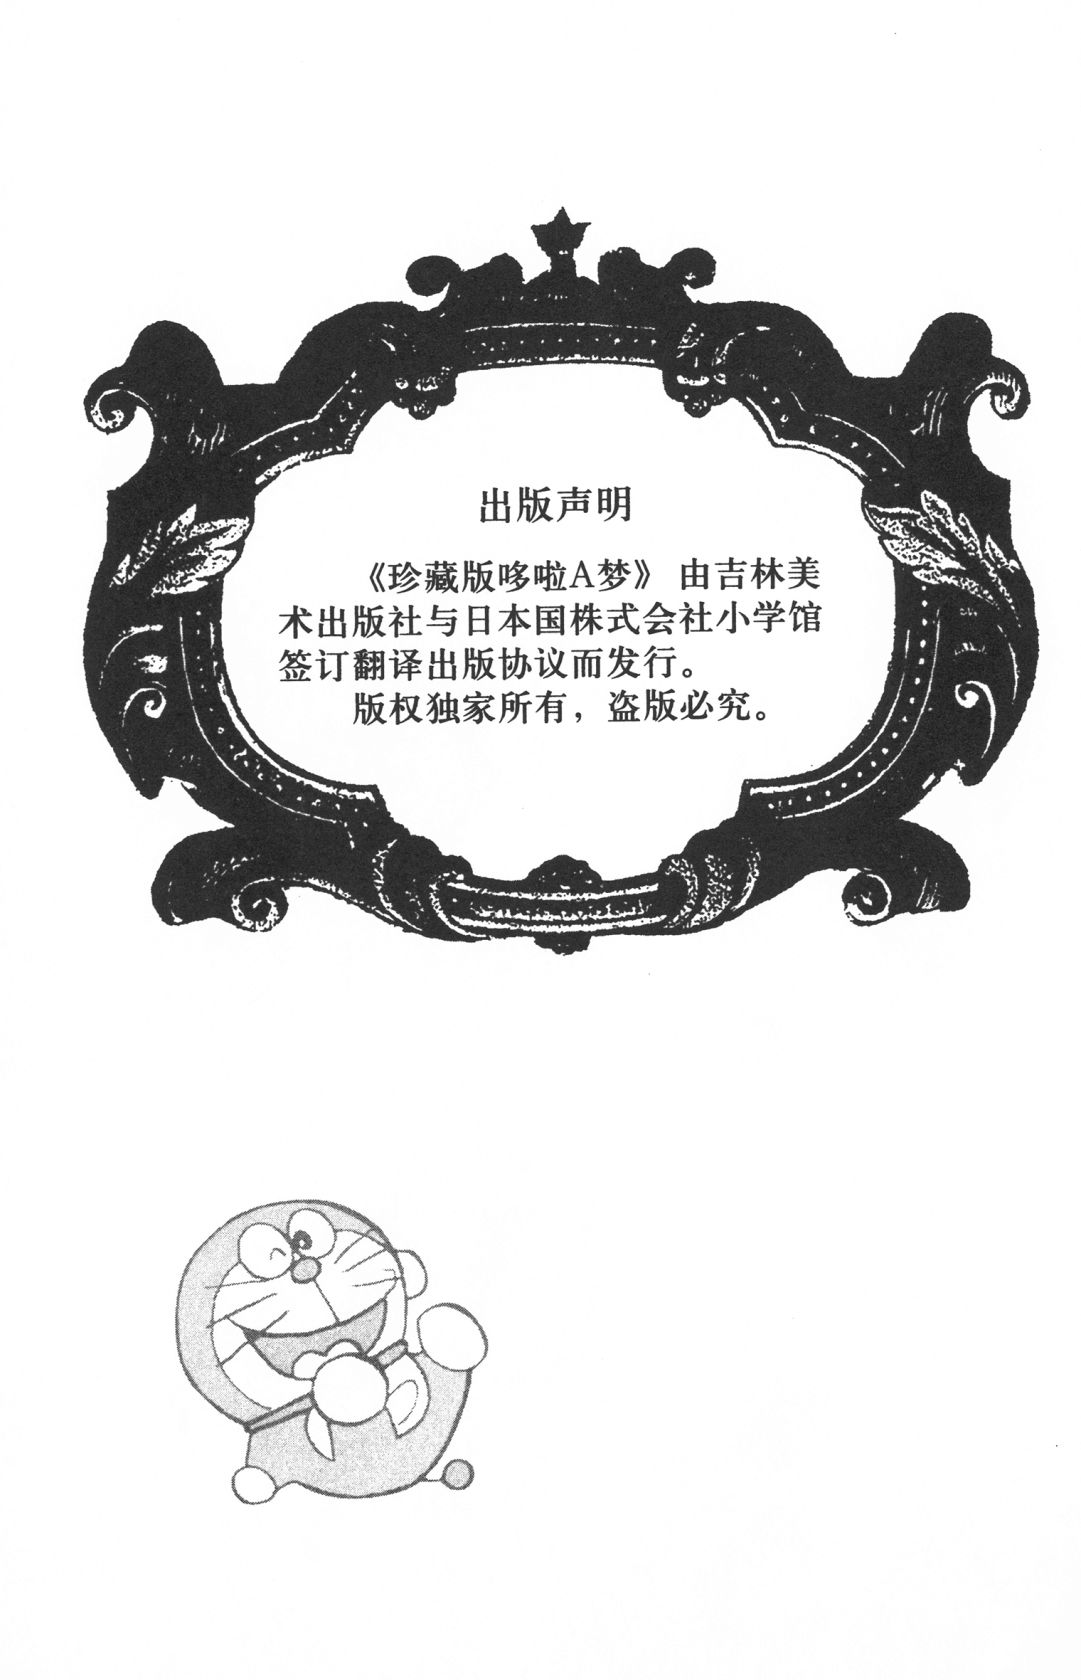 出版声明
《珍藏版哆啦A梦》由吉林美
术出版社与日本国株式会社小学馆
签订翻译出版协议而发行。
版权独家所有，盗版必究。